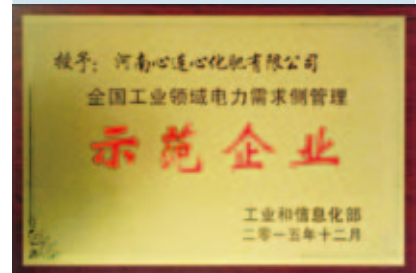 授予：河南心连心化肥有限公司
全国工业领域电力需求侧管理
示范企业
工业和信息化部
二零一五年十二月